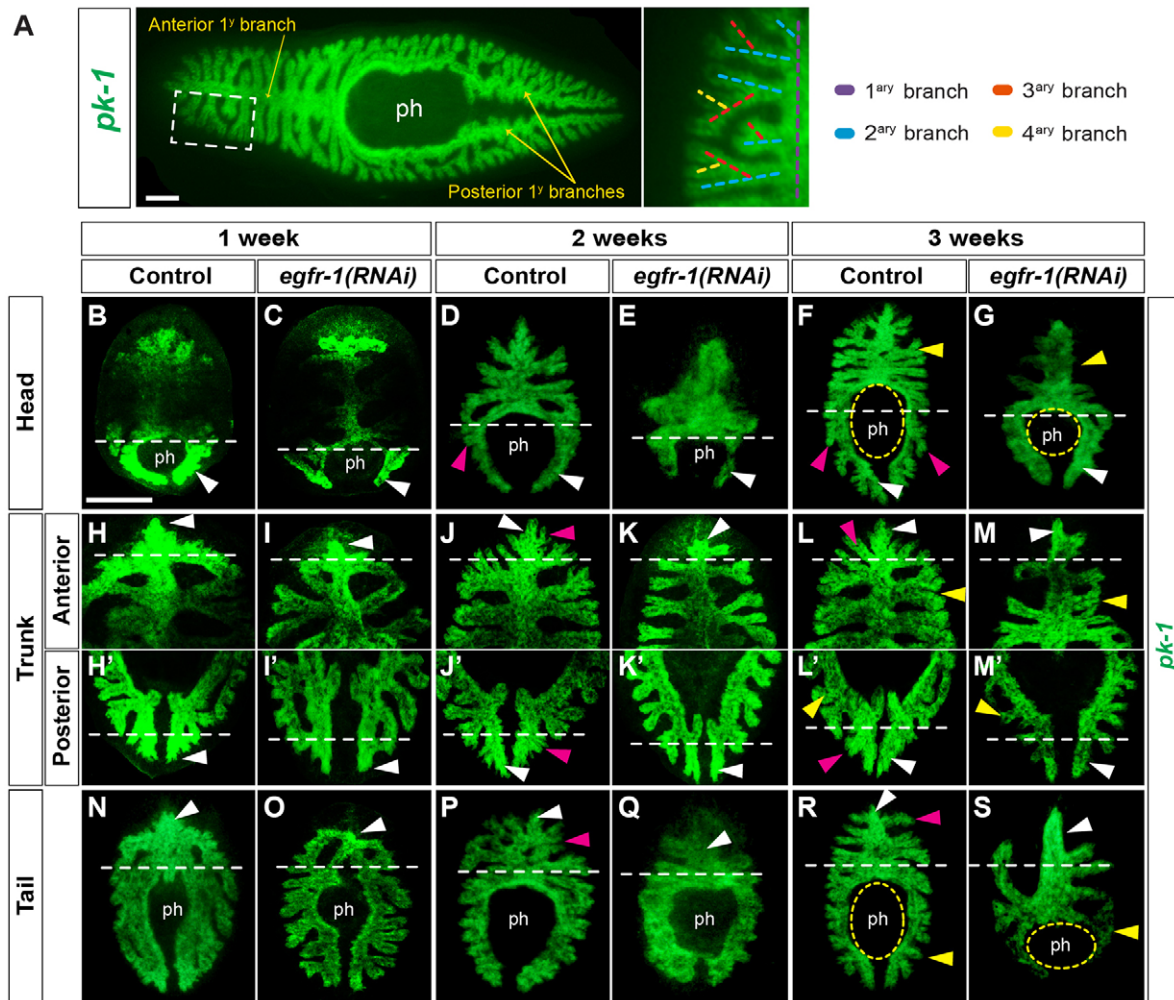 A
pk-1
Anterior 1ʸ branch
ph
Posterior 1ʸ branches
1ᵃʳʸ branch
3ᵃʳʸ branch
2ᵃʳʸ branch
4ᵃʳʸ branch
1 week
2 weeks
3 weeks
Control
egfr-1(RNAi)
Control
egfr-1(RNAi)
Control
egfr-1(RNAi)
Head
B
ph
C
ph
D
ph
E
ph
F
ph
G
ph
Trunk
Anterior
H
I
J
K
L
M
Posterior
H'
I'
J'
K'
L'
M'
Tail
N
ph
O
ph
P
ph
Q
ph
R
ph
S
ph
pk-1